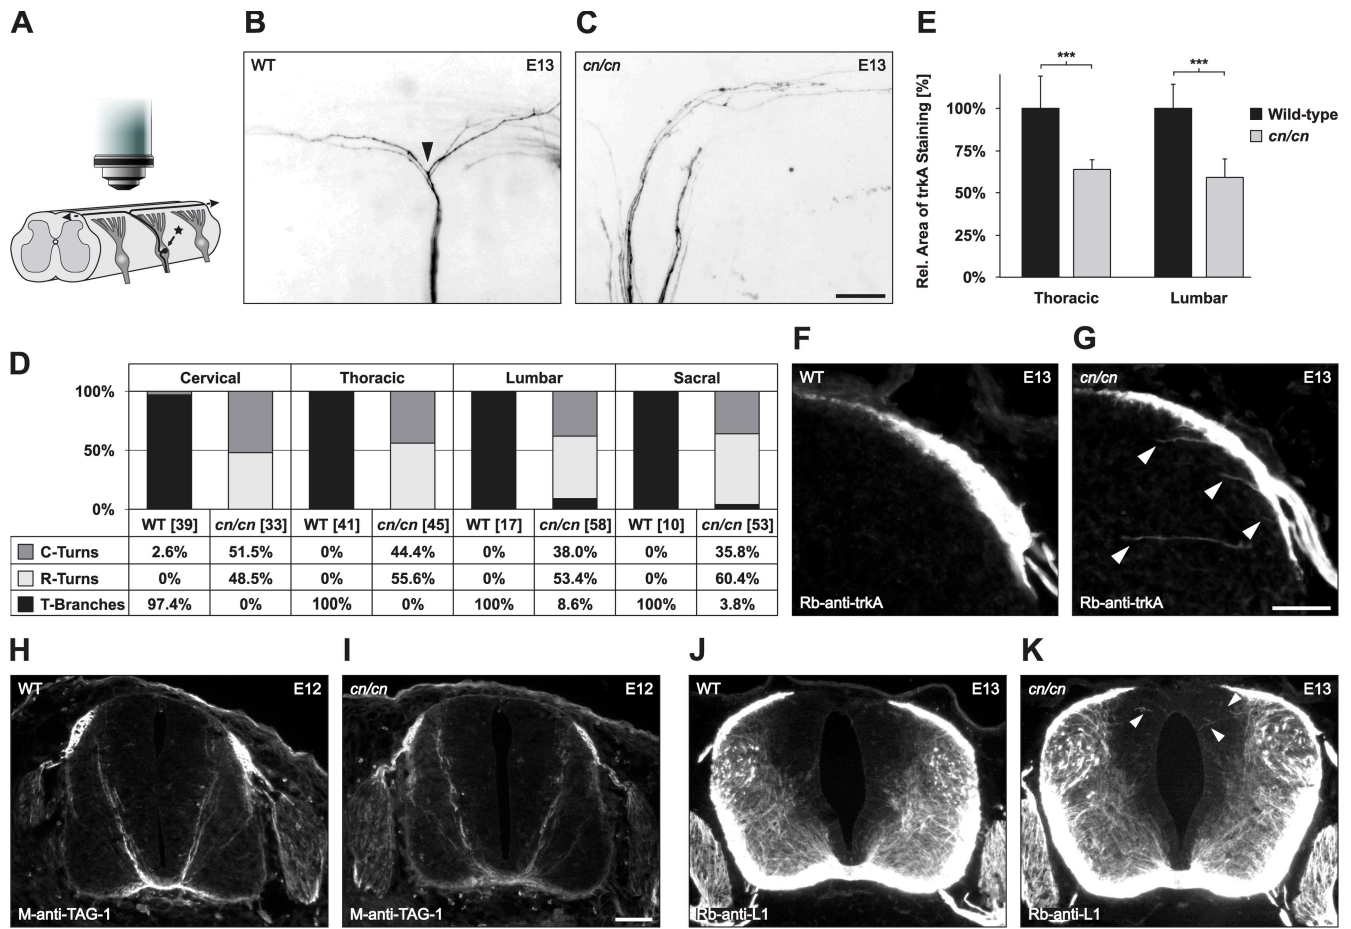 A
B
WT
E13
C
cn/cn
E13
E
Rel. Area of trkA Staining [%]
100%
75%
50%
25%
0%
***
***
Wild-type
cn/cn
Thoracic
Lumbar
D
Cervical
Thoracic
Lumbar
Sacral
100%
50%
0%
WT [39]
cn/cn [33]
WT [41]
cn/cn [45]
WT [17]
cn/cn [58]
WT [10]
cn/cn [53]
C-Turns
2.6%
51.5%
0%
44.4%
0%
38.0%
0%
35.8%
R-Turns
0%
48.5%
0%
55.6%
0%
53.4%
0%
60.4%
T-Branches
97.4%
0%
100%
0%
100%
8.6%
100%
3.8%
F
WT
E13
Rb-anti-trkA
G
cn/cn
E13
Rb-anti-trkA
H
WT
E12
M-anti-TAG-1
I
cn/cn
E12
M-anti-TAG-1
J
WT
E13
Rb-anti-L1
K
cn/cn
E13
Rb-anti-L1